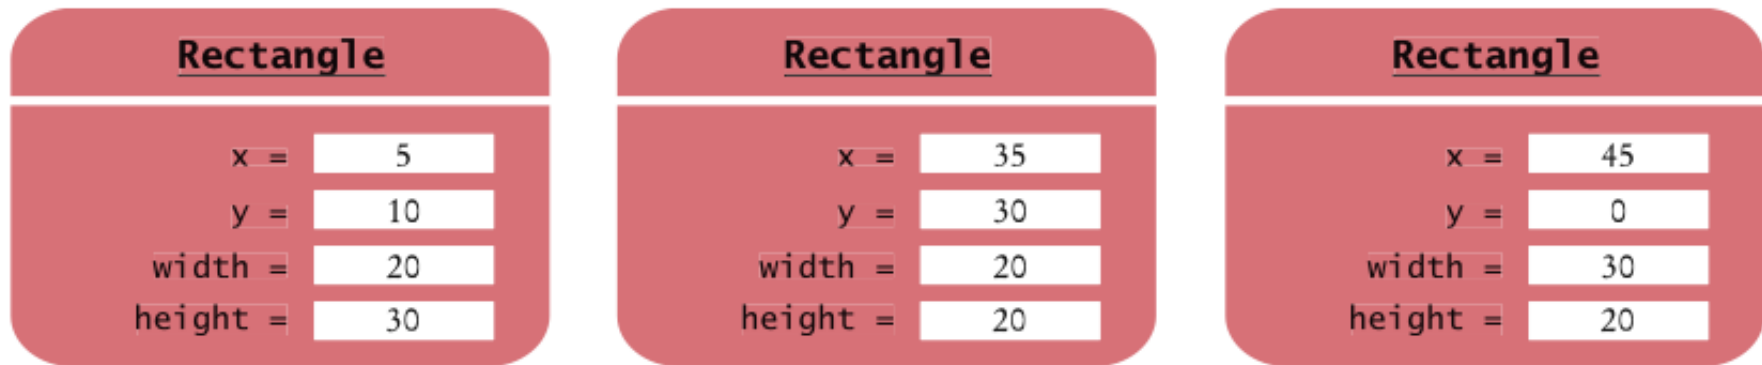 Rectangle
x = 5
y = 10
width = 20
height = 30
Rectangle
x = 35
y = 30
width = 20
height = 20
Rectangle
x = 45
y = 0
width = 30
height = 20